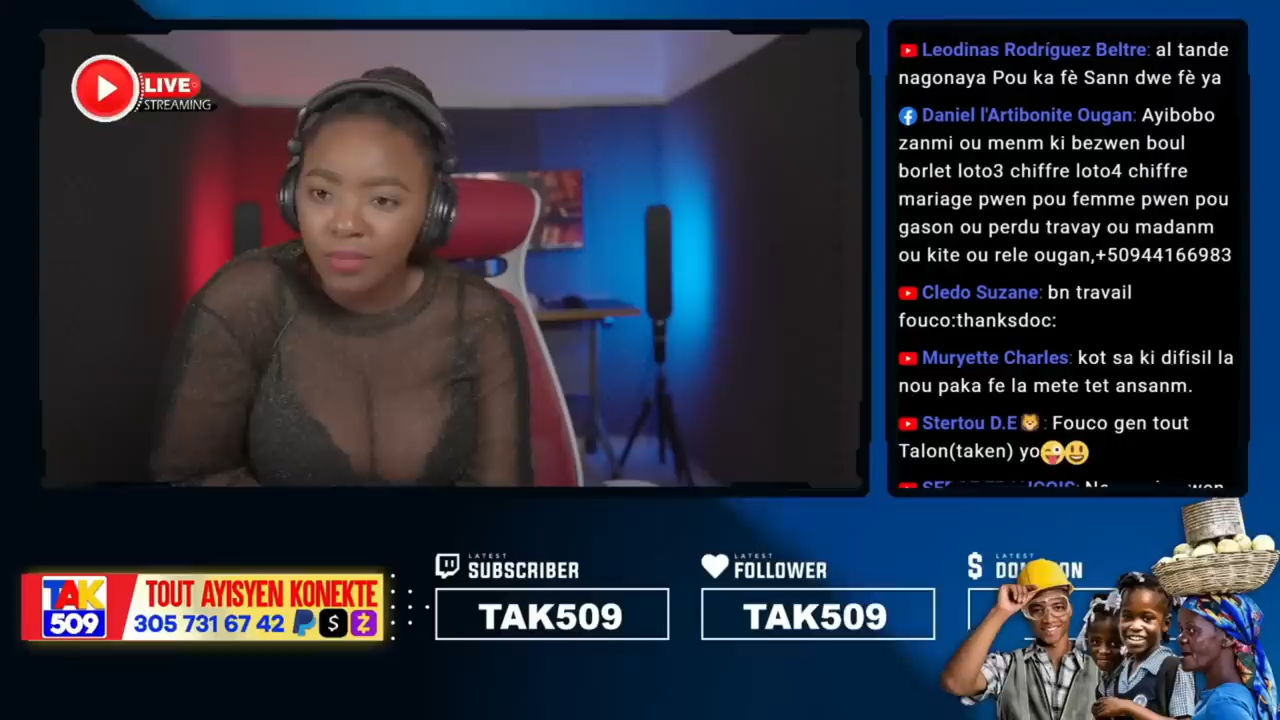 LIVE
STREAMING
Leodinas Rodríguez Beltre: al tande
nagonaya Pou ka fè Sann dwe fè ya
Daniel l'Artibonite Ougan: Ayibobo
zanmi ou menm ki bezwen boul
borlet loto3 chiffre loto4 chiffre
mariage pwen pou femme pwen pou
gason ou perdu travay ou madanm
ou kite ou rele ougan,+50944166983
Cledo Suzane: bn travail
fouco:thanksdoc:
Muryette Charles: kot sa ki difisil la
nou paka fe la mete tet ansanm.
Stertou D.E🦁: Fouco gen tout
Talon(taken) yo😜😃
TAK
509
TOUT AYISYEN KONEKTE
305 731 67 42
LATEST
SUBSCRIBER
TAK509
LATEST
FOLLOWER
TAK509
$ LATEST